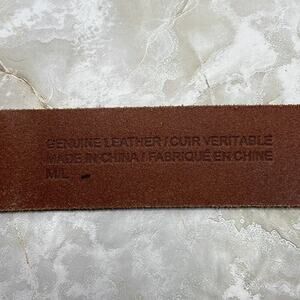 GENUINE LEATHER / CUIR VERITABLE
MADE IN CHINA / FABRIQUÉ EN CHINE
M/L